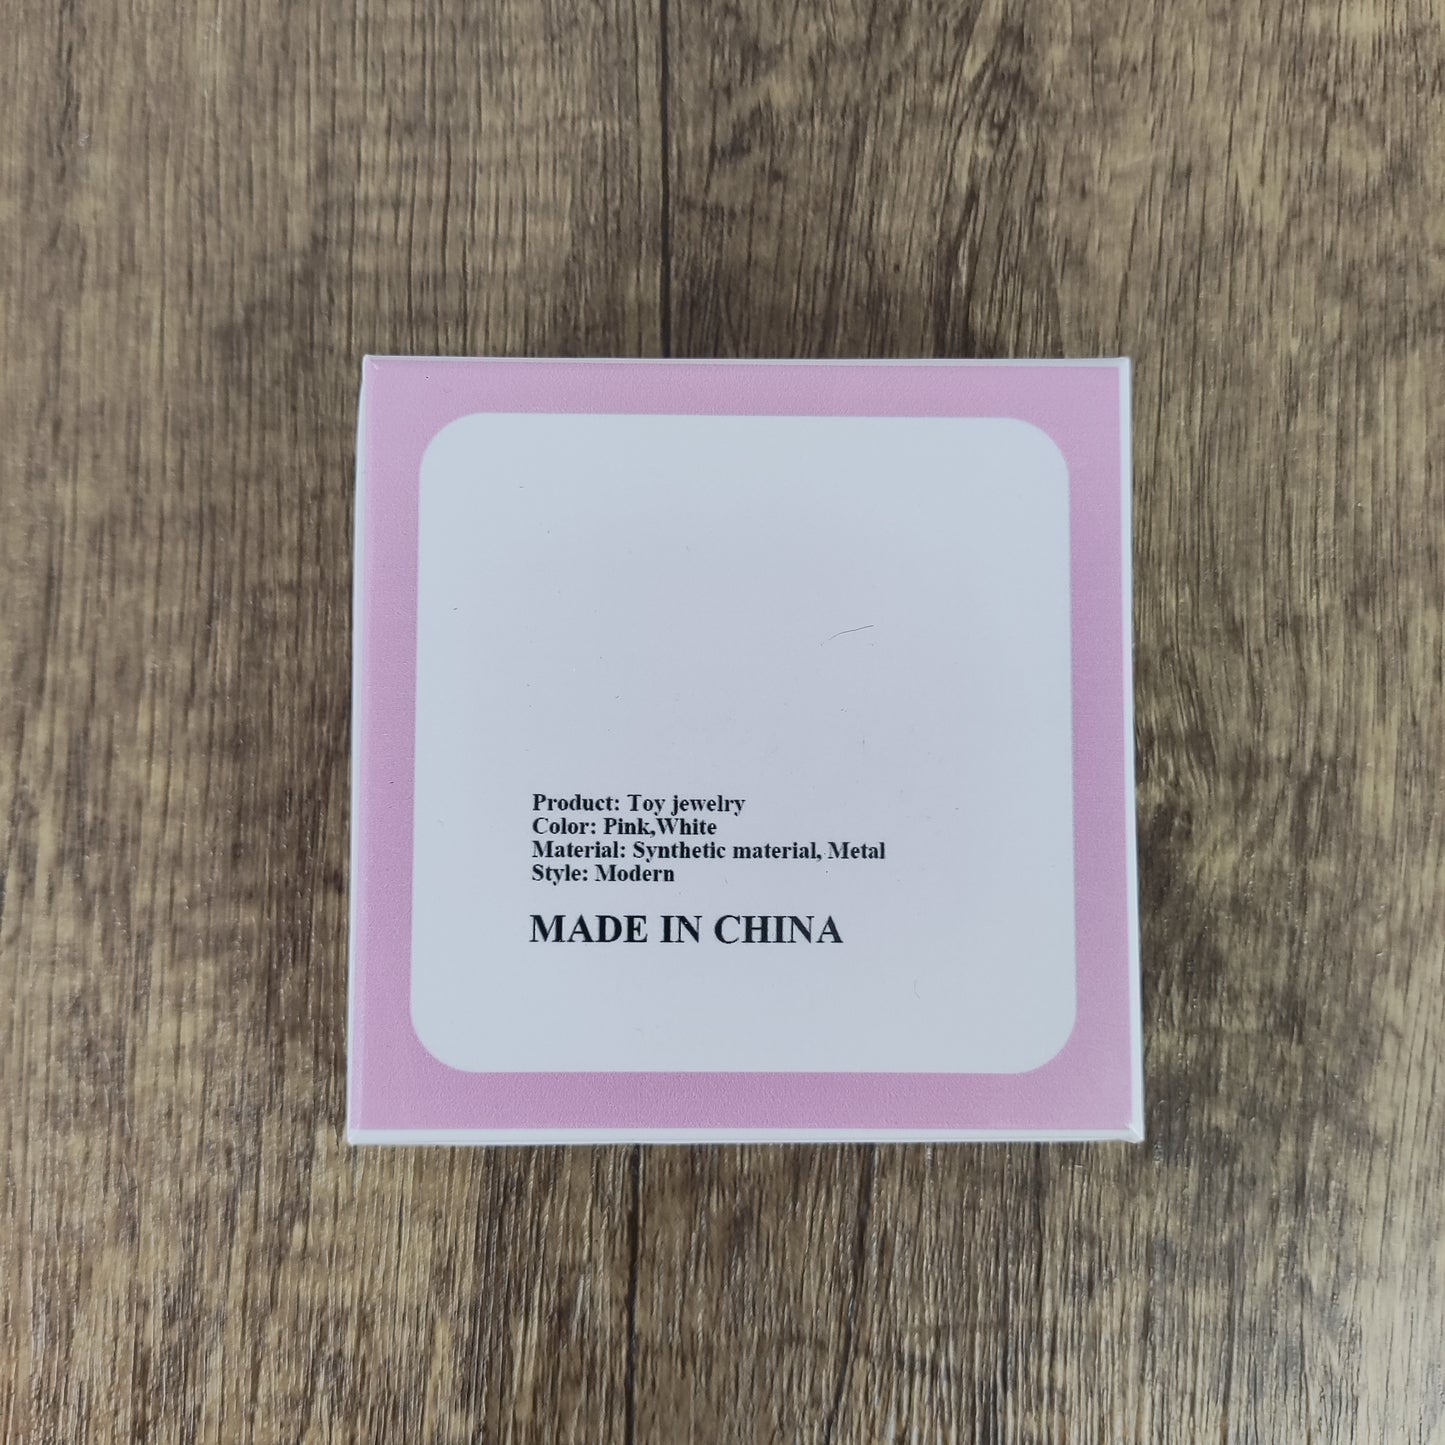 Product: Toy jewelry
Color: Pink,White
Material: Synthetic material, Metal
Style: Modern
MADE IN CHINA